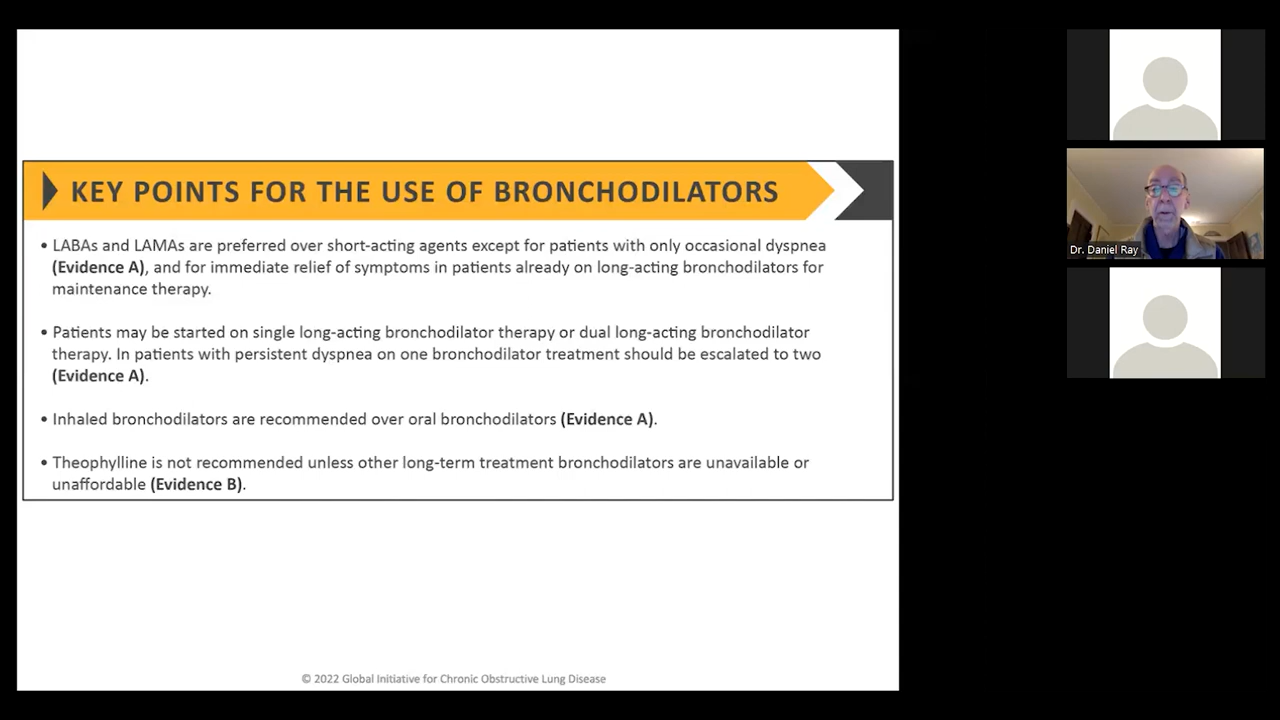 KEY POINTS FOR THE USE OF BRONCHODILATORS
• LABAs and LAMAs are preferred over short-acting agents except for patients with only occasional dyspnea
(Evidence A), and for immediate relief of symptoms in patients already on long-acting bronchodilators for
maintenance therapy.
• Patients may be started on single long-acting bronchodilator therapy or dual long-acting bronchodilator
therapy. In patients with persistent dyspnea on one bronchodilator treatment should be escalated to two
(Evidence A).
• Inhaled bronchodilators are recommended over oral bronchodilators (Evidence A).
• Theophylline is not recommended unless other long-term treatment bronchodilators are unavailable or
unaffordable (Evidence B).
© 2022 Global Initiative for Chronic Obstructive Lung Disease
Dr. Daniel Ray